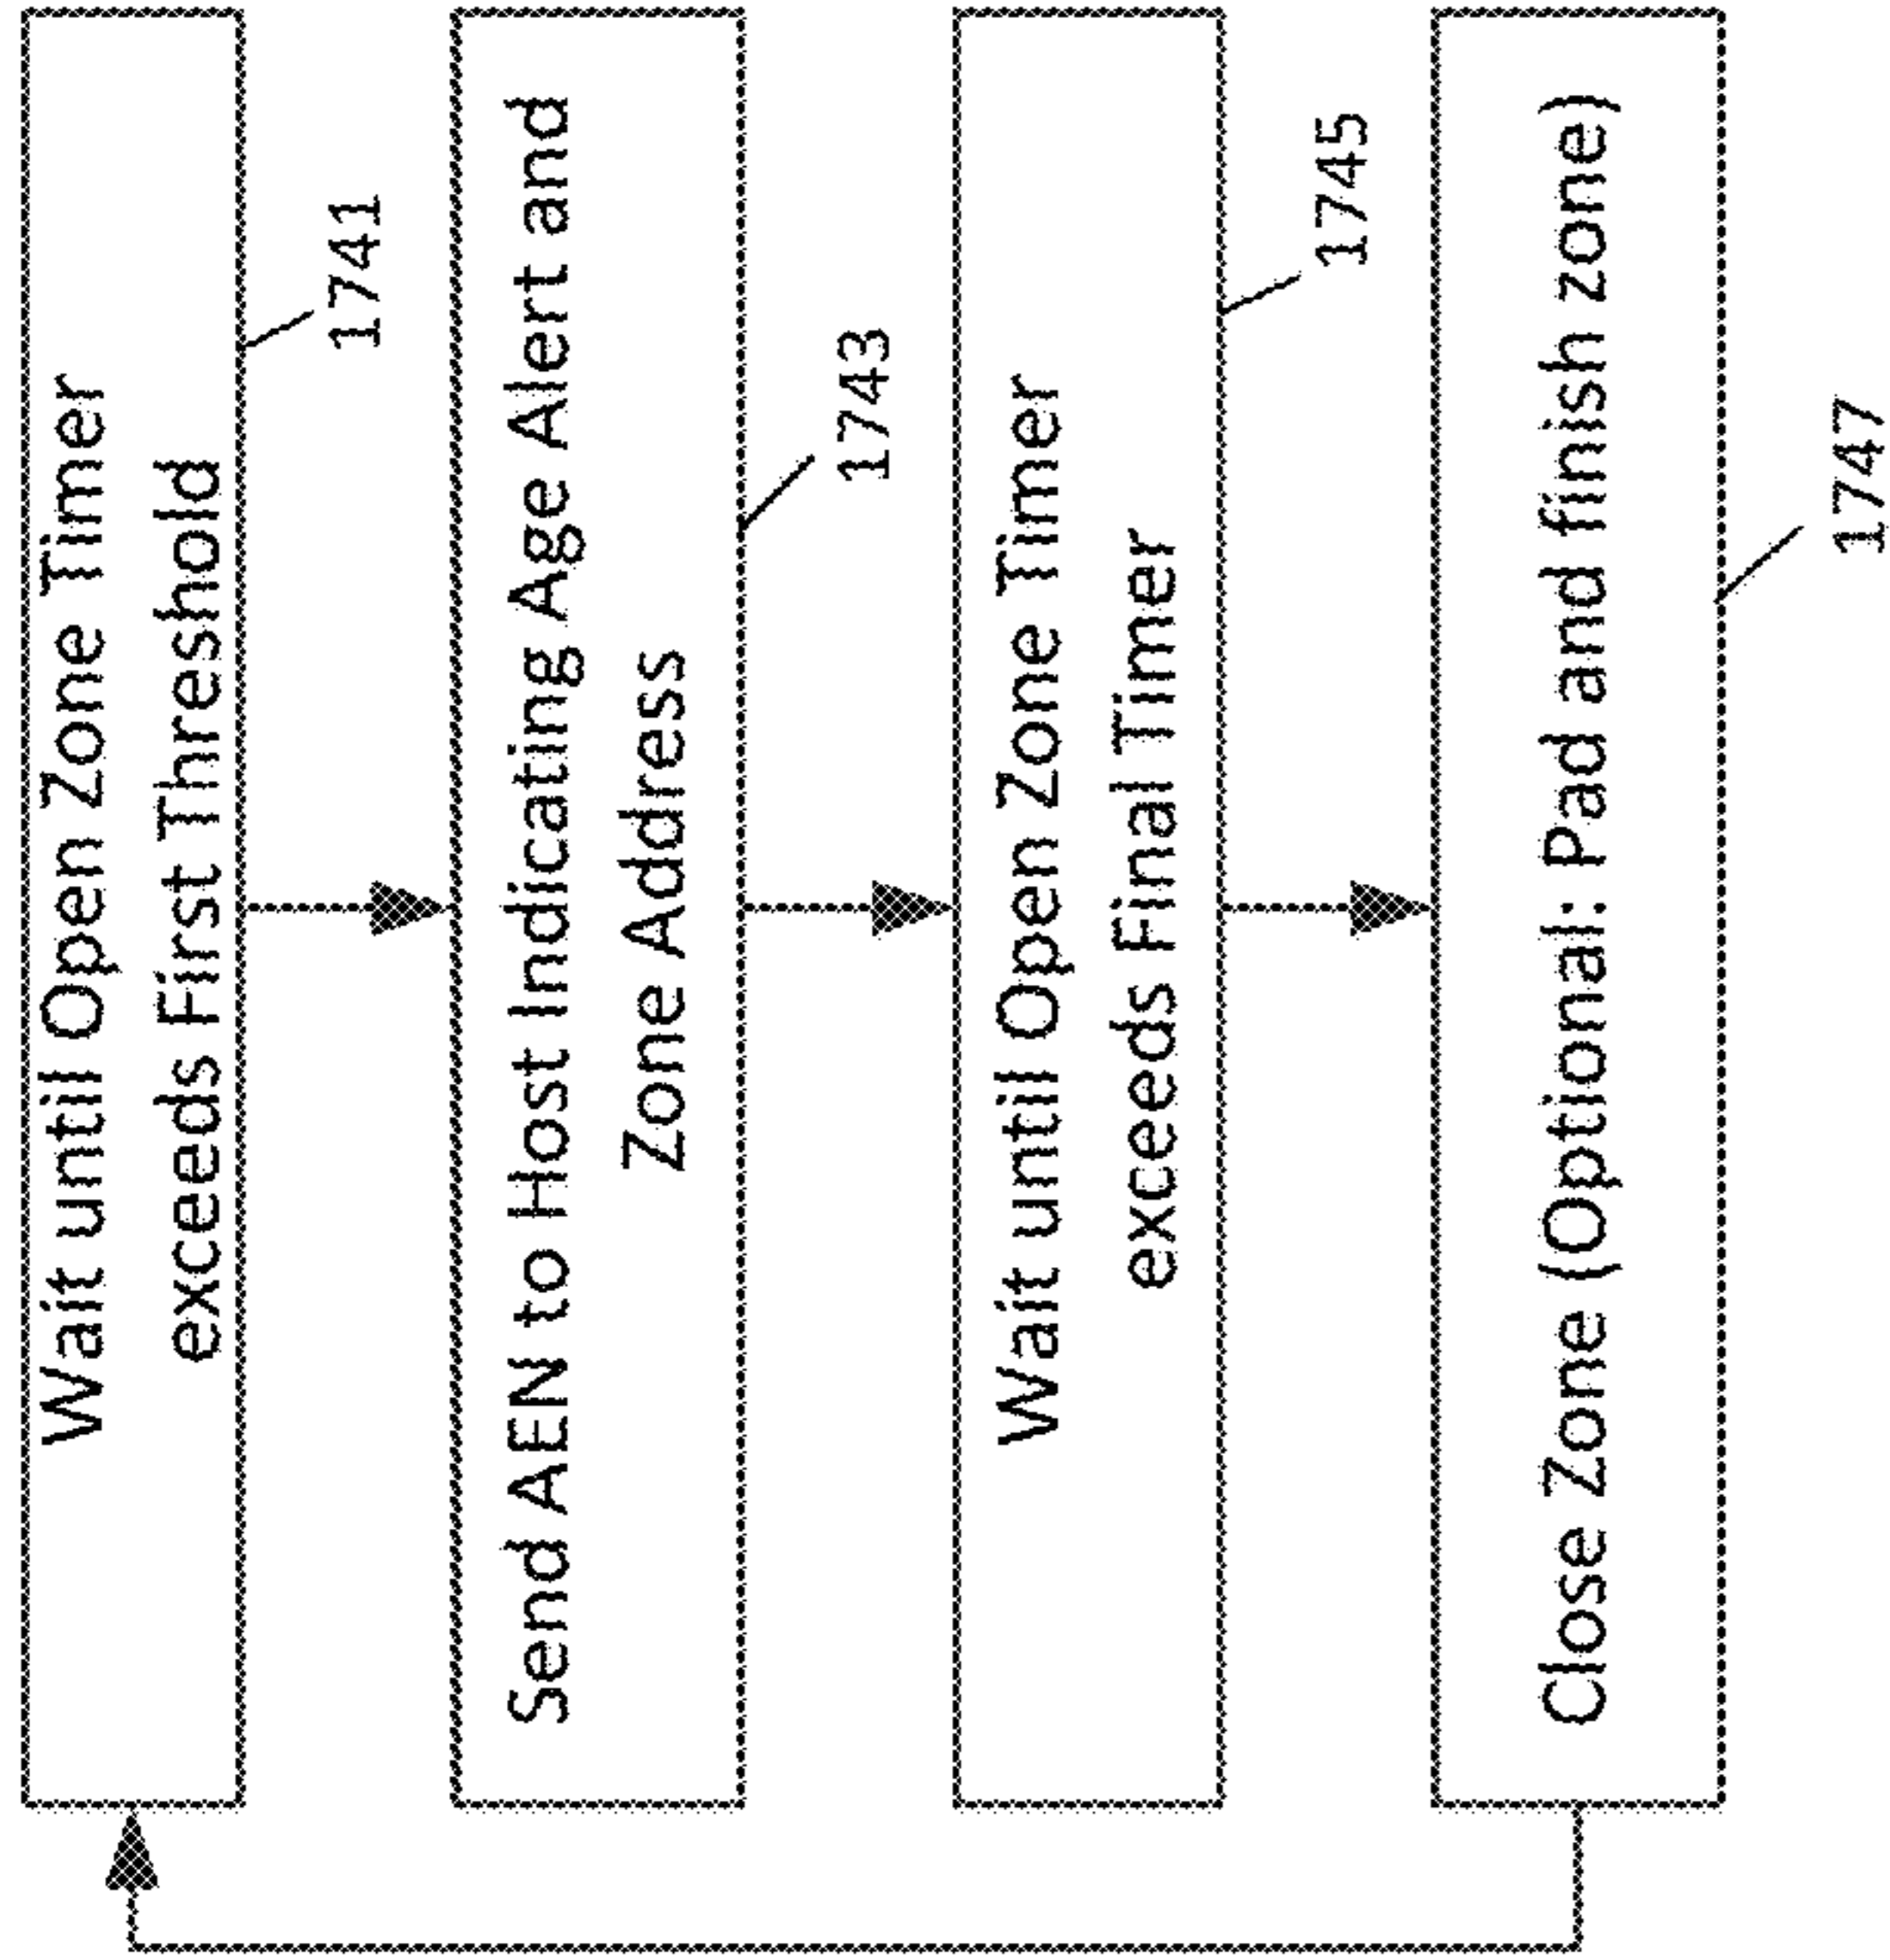 Wait until Open Zone Timer
exceeds First Threshold
1741
Send AEN to Host Indicating Age Alert and
Zone Address
1743
Wait until Open Zone Timer
exceeds Final Timer
1745
Close Zone (Optional: Pad and finish zone)
1747